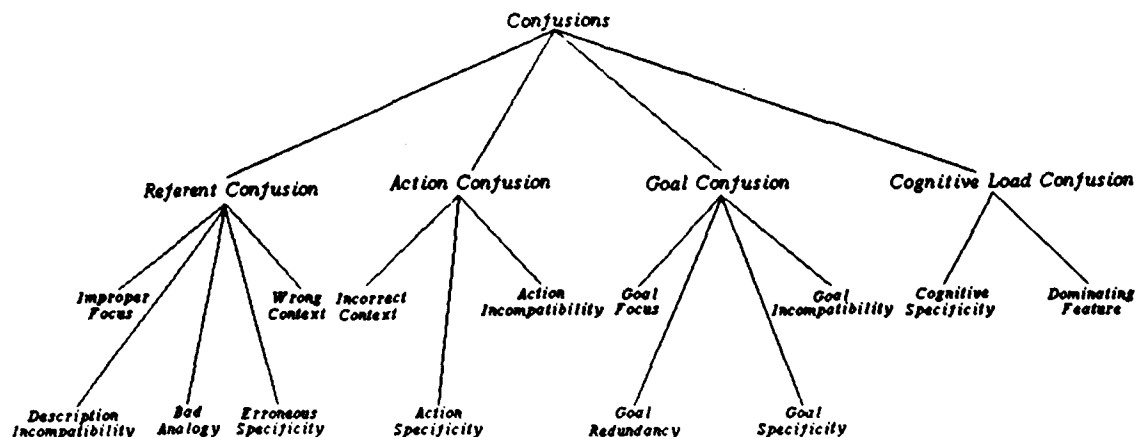 Confusions
Referent Confusion
Action Confusion
Goal Confusion
Cognitive Load Confusion
Improper
Focus
Wrong
Context
Incorrect
Context
Action
Incompatibility
Goal
Focus
Goal
Incompatibility
Cognitive
Specificity
Dominating
Feature
Description
Incompatibility
Bad
Analogy
Erroneous
Specificity
Action
Specificity
Goal
Redundancy
Goal
Specificity